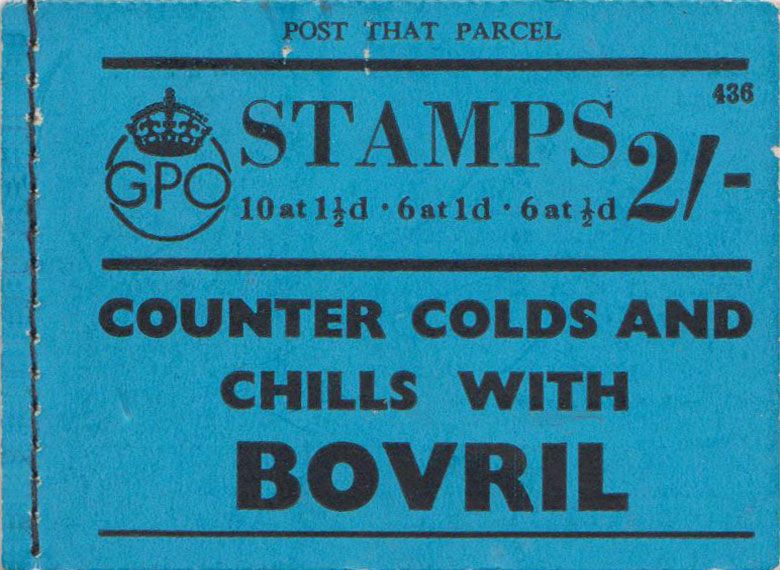 POST THAT PARCEL
436
GPO
STAMPS 2/-
10 at 1½d · 6 at 1d · 6 at ½d
COUNTER COLDS AND
CHILLS WITH
BOVRIL